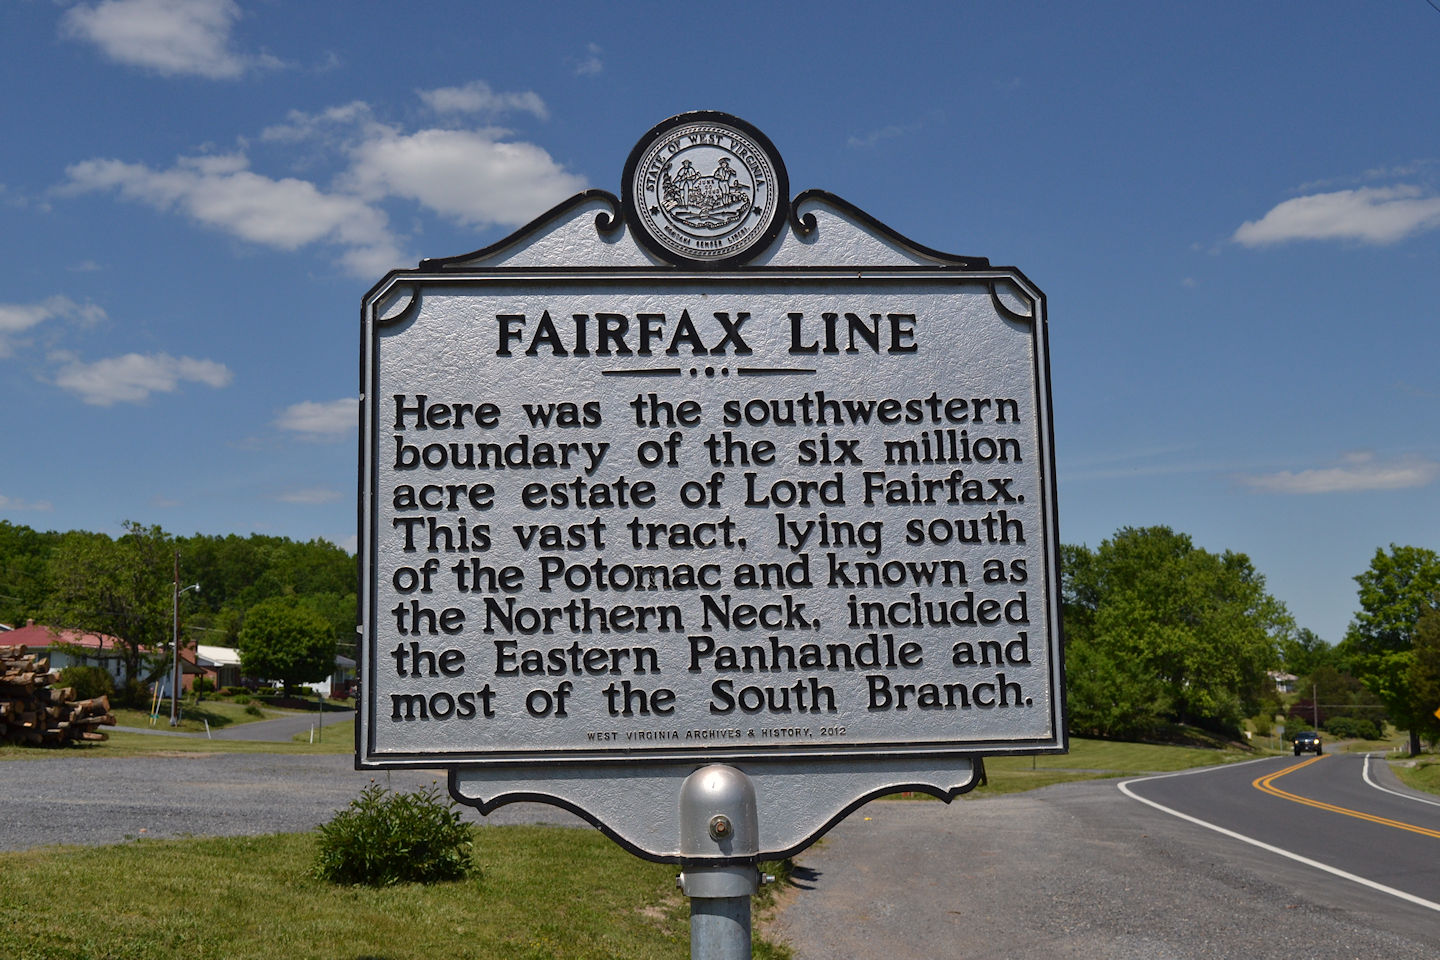 STATE OF WEST VIRGINIA.
MONTANI SEMPER LIBERI
FAIRFAX LINE
Here was the southwestern
boundary of the six million
acre estate of Lord Fairfax.
This vast tract, lying south
of the Potomac and known as
the Northern Neck, included
the Eastern Panhandle and
most of the South Branch.
WEST VIRGINIA ARCHIVES & HISTORY, 2012